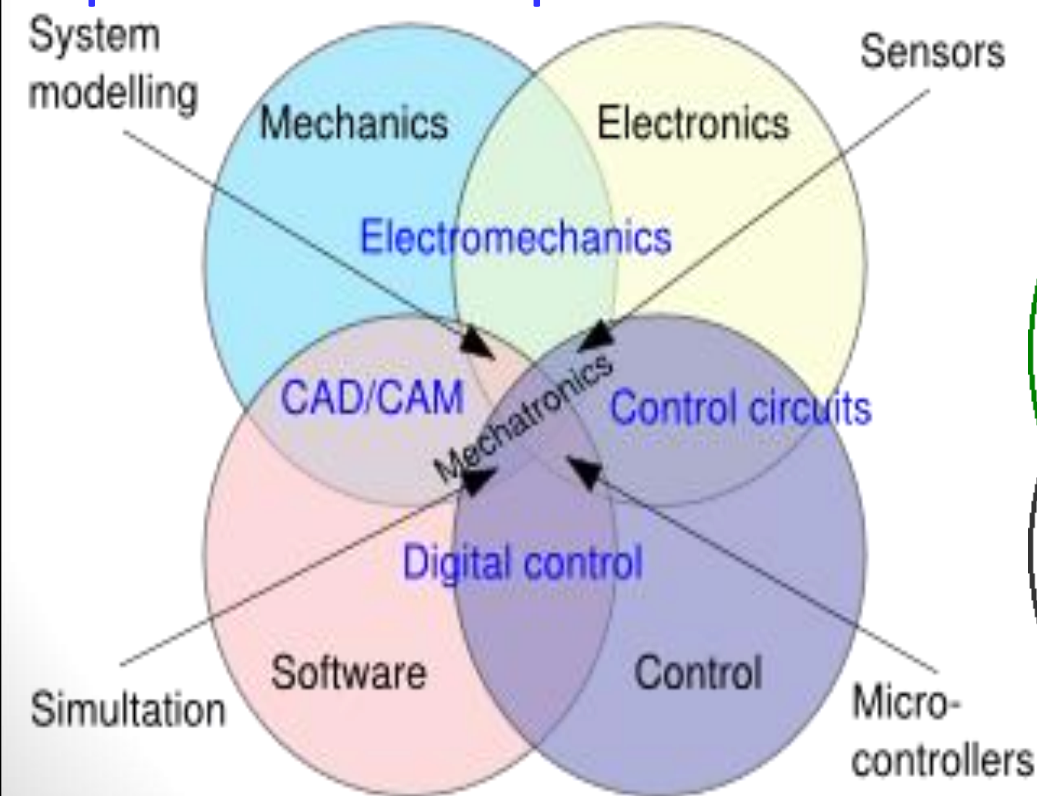 System
modelling
Sensors
Mechanics
Electronics
Electromechanics
CAD/CAM
Mechatronics
Control circuits
Digital control
Software
Control
Simultation
Micro-
controllers